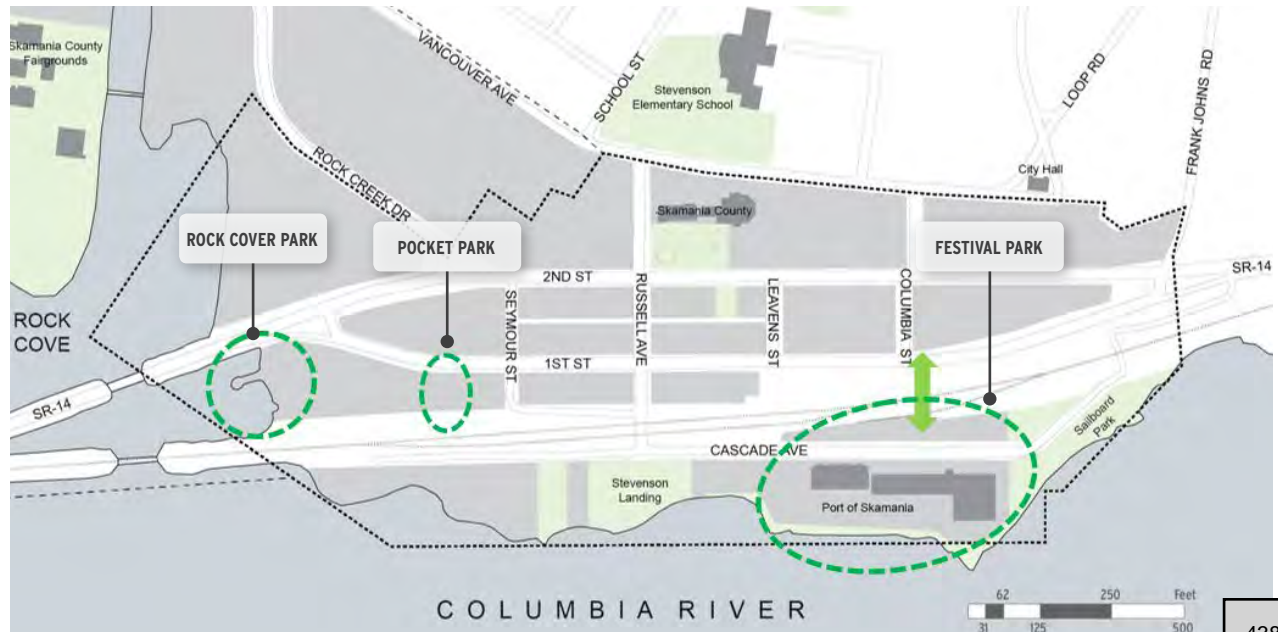 Skamania County
Fairgrounds
VANCOUVER AVE
SCHOOL ST
Stevenson
Elementary School
LOOP RD
FRANK JOHNS RD
City Hall
ROCK CREEK DR
Skamania County
ROCK COVER PARK
POCKET PARK
FESTIVAL PARK
2ND ST
SR-14
SEYMOUR ST
RUSSELL AVE
LEAVENS ST
COLUMBIA ST
ROCK
COVE
1ST ST
SR-14
Sailboard
Park
CASCADE AVE
Stevenson
Landing
Port of Skamania
COLUMBIA RIVER
62 250 Feet
31 125 500